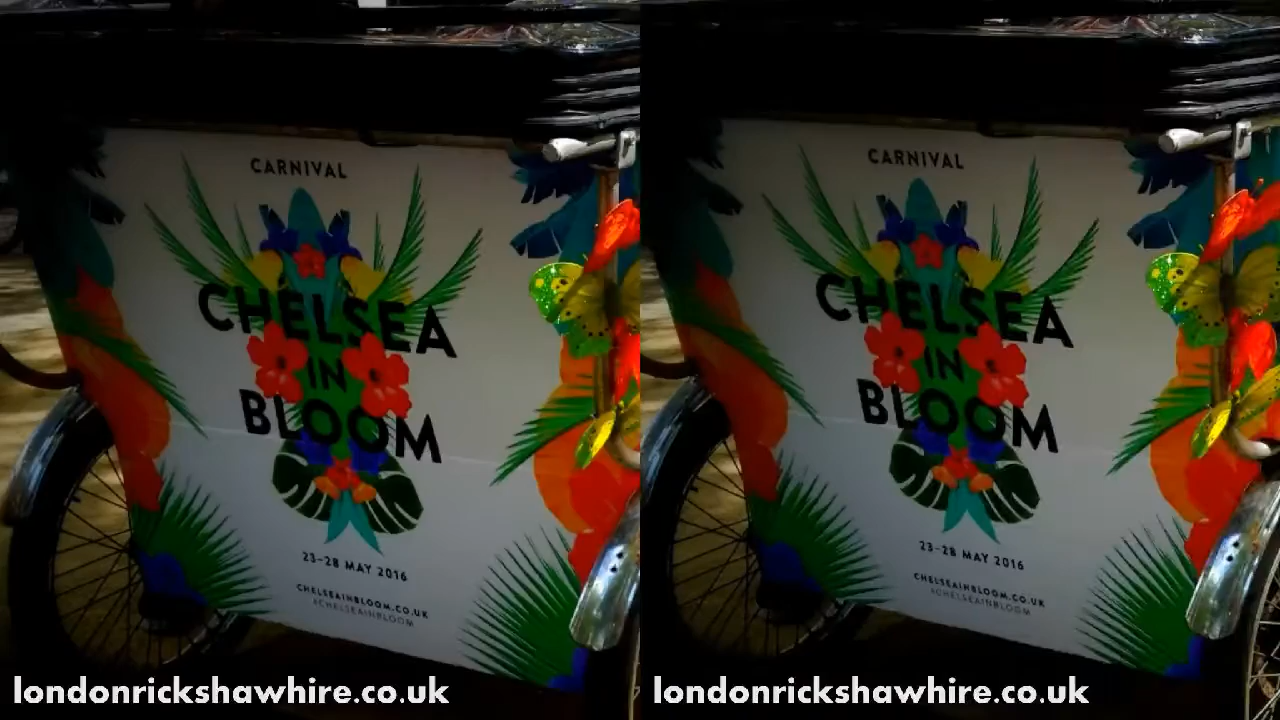 CARNIVAL
CHELSEA
IN
BLOOM
23-28 MAY 2016
CHELSEAINBLOOM.CO.UK
#CHELSEAINBLOOM
londonrickshawhire.co.uk
CARNIVAL
CHELSEA
IN
BLOOM
23-28 MAY 2016
CHELSEAINBLOOM.CO.UK
#CHELSEAINBLOOM
londonrickshawhire.co.uk